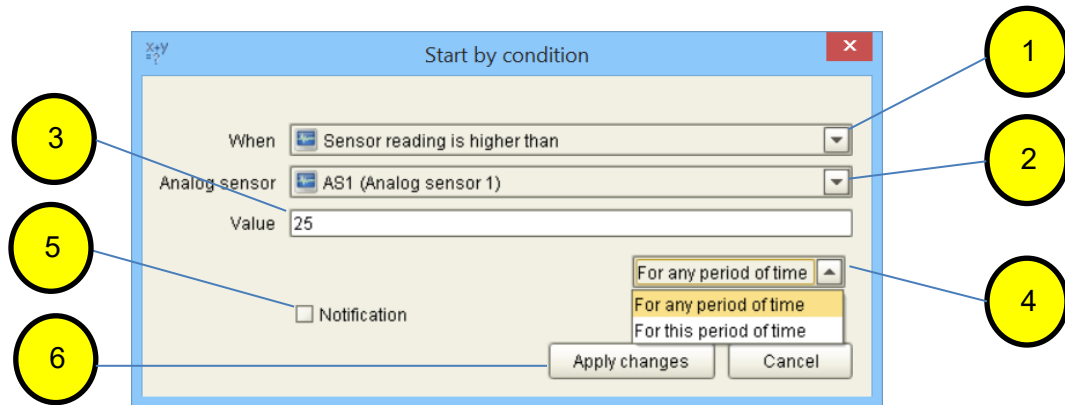 x+y
=?
Start by condition
1
3
When
Sensor reading is higher than
2
Analog sensor
AS1 (Analog sensor 1)
Value
25
5
For any period of time
4
For any period of time
Notification
For this period of time
6
Apply changes
Cancel